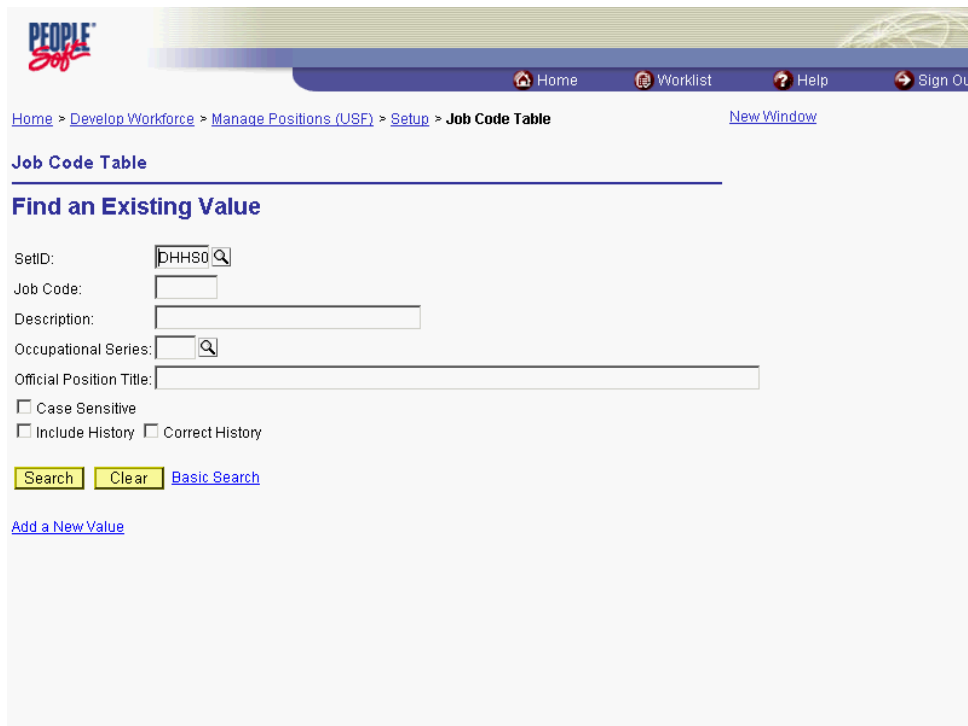 PEOPLE
Soft
Home Worklist Help Sign Ou
Home > Develop Workforce > Manage Positions (USF) > Setup > Job Code Table New Window
Job Code Table
Find an Existing Value
SetID: DHHS0
Job Code:
Description:
Occupational Series:
Official Position Title:
Case Sensitive
Include History Correct History
Search Clear Basic Search
Add a New Value